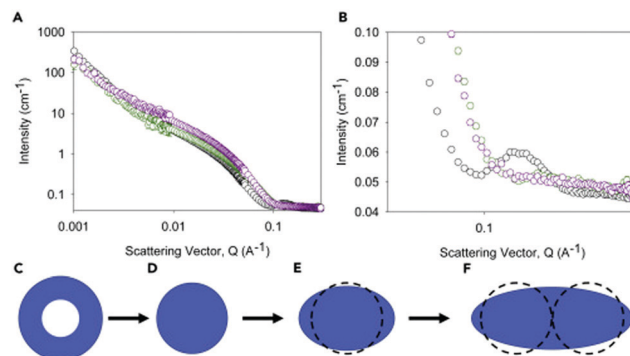 A
1000
100
10
1
0.1
Intensity (cm⁻¹)
0.001
0.01
0.1
Scattering Vector, Q (A⁻¹)
B
0.10
0.09
0.08
0.07
0.06
0.05
0.04
Intensity (cm⁻¹)
0.1
Scattering Vector, Q (A⁻¹)
C
D
E
F